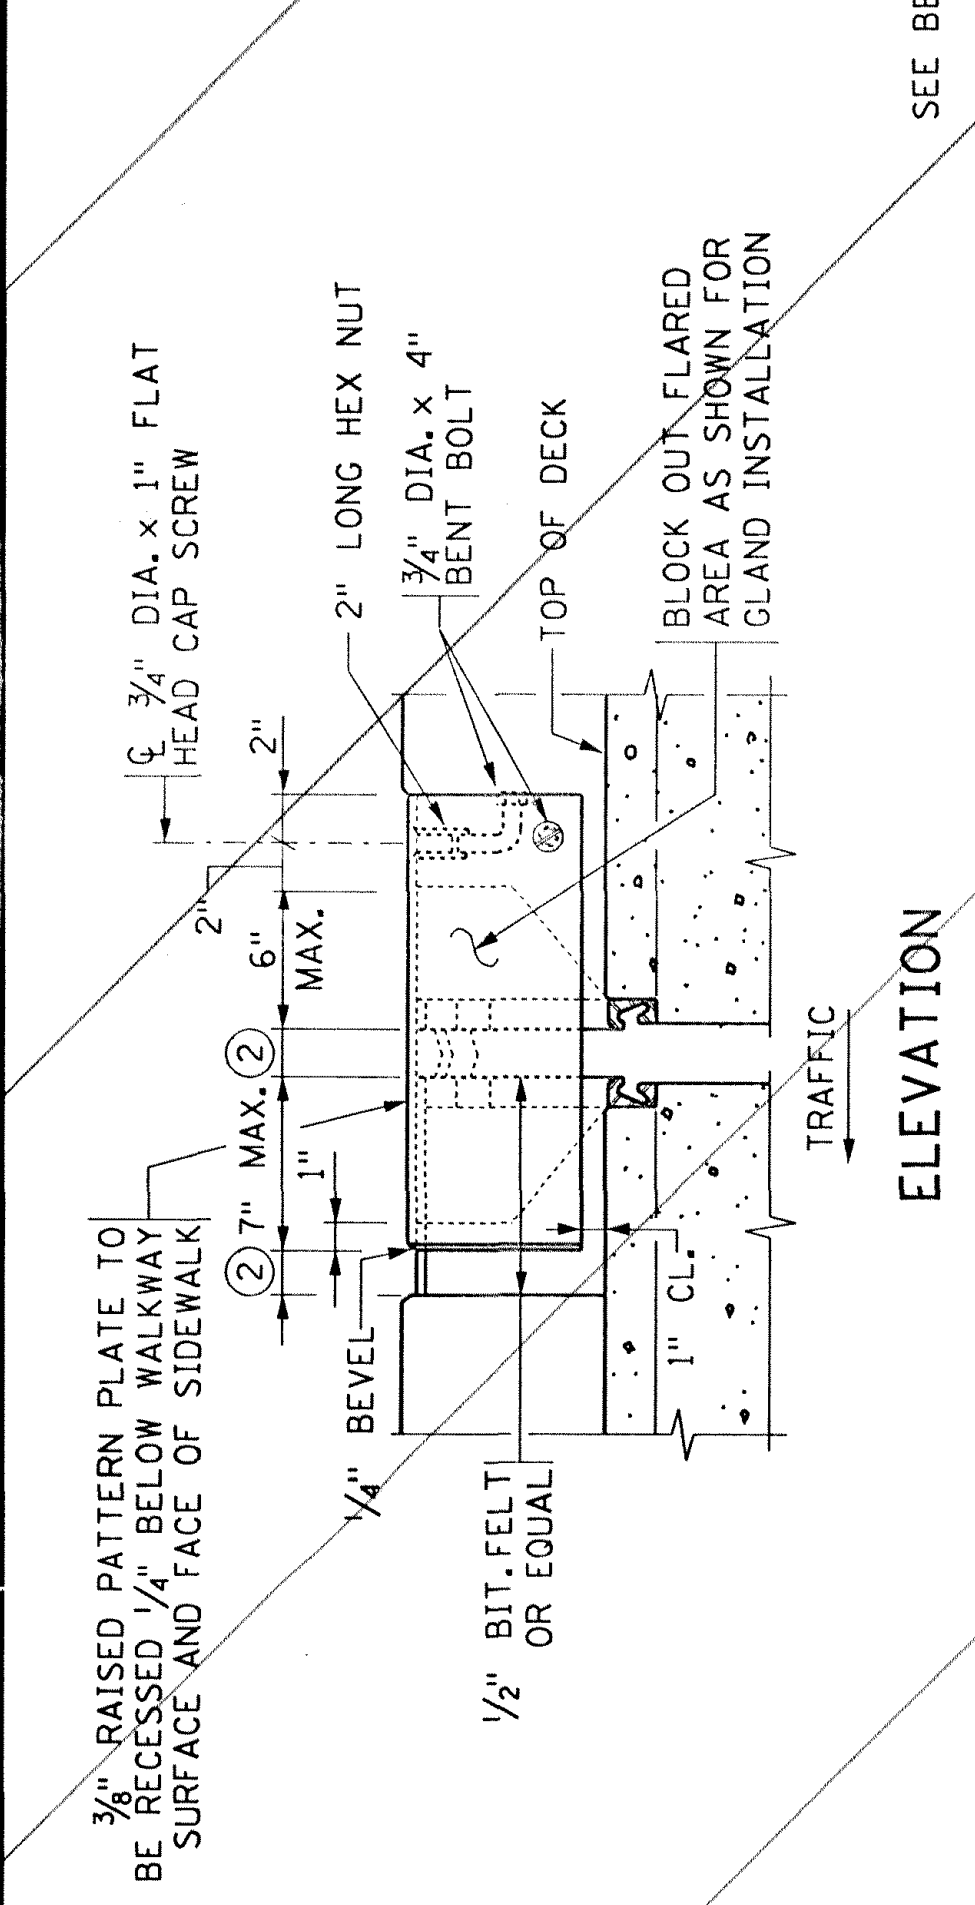 3/8" RAISED PATTERN PLATE TO
BE RECESSED 1/4" BELOW WALKWAY
SURFACE AND FACE OF SIDEWALK
℄ 3/4" DIA. x 1" FLAT
HEAD CAP SCREW
2"
2"
6"
MAX.
2
7" MAX.
2
1"
2" LONG HEX NUT
3/4" DIA. x 4"
BENT BOLT
1/4" BEVEL
TOP OF DECK
1/2" BIT. FELT
OR EQUAL
1" CL.
BLOCK OUT FLARED
AREA AS SHOWN FOR
GLAND INSTALLATION
TRAFFIC
ELEVATION
SEE